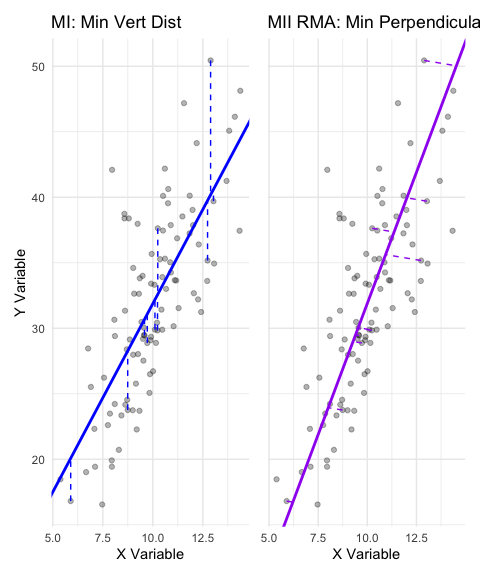 MI: Min Vert Dist
MII RMA: Min Perpendicula
50
40
30
20
Y Variable
5.0 7.5 10.0 12.5
5.0 7.5 10.0 12.5
X Variable
X Variable